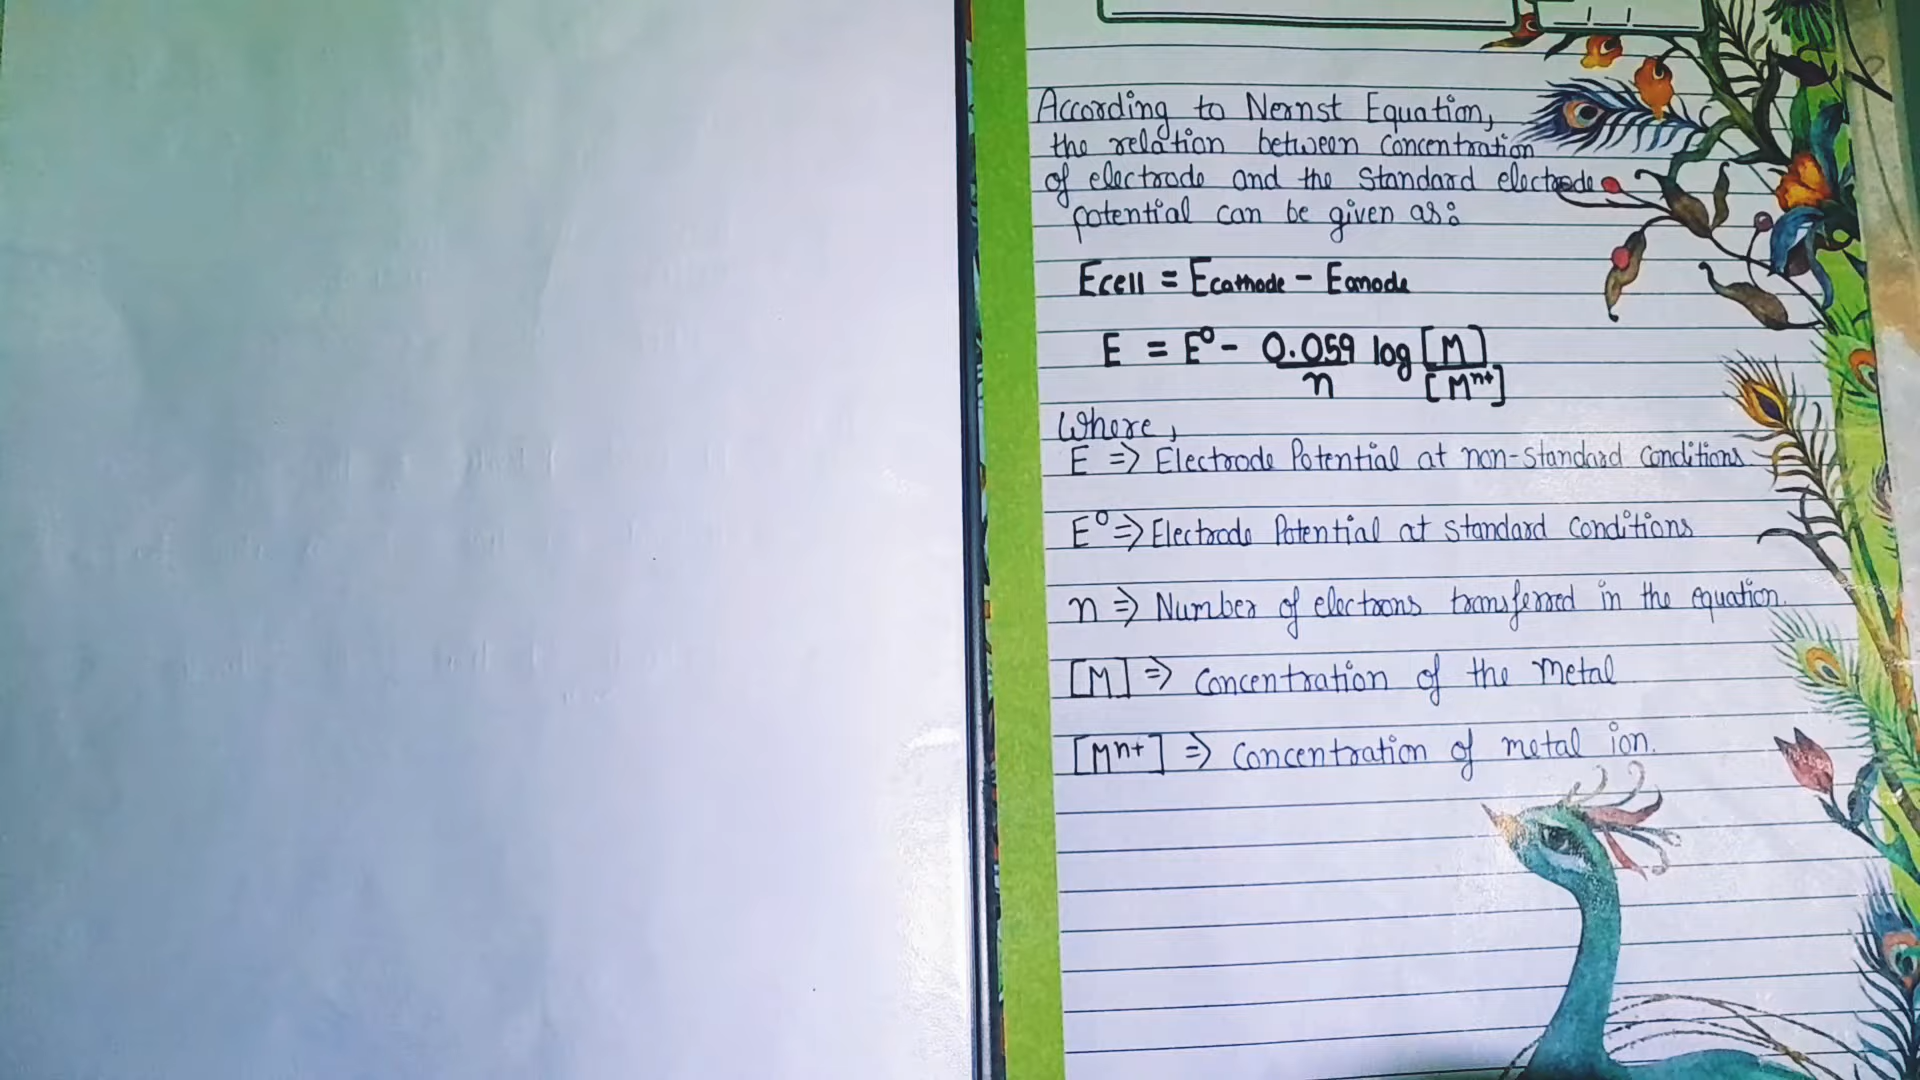 According to Nernst Equation,
the relation between concentration
of electrode and the standard electrode
potential can be given as:
Ecell = Ecathode - Eanode
E = E⁰ - 0.059/n log [M]/[Mⁿ⁺]
Where,
E => Electrode Potential at non-standard conditions
E⁰ => Electrode Potential at standard conditions
n => Number of electrons transferred in the equation.
[M] => Concentration of the metal
[Mⁿ⁺] => Concentration of metal ion.